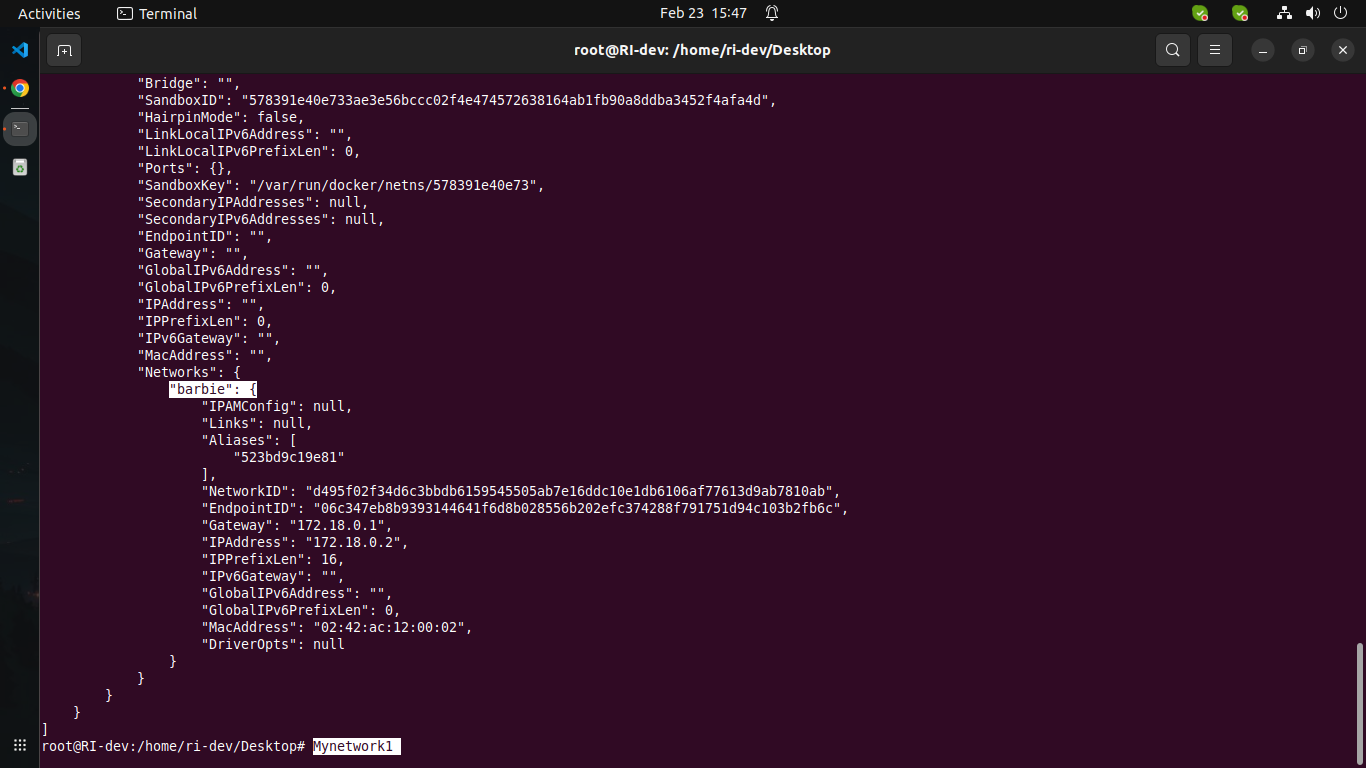 Activities
Terminal
Feb 23 15:47
root@RI-dev: /home/ri-dev/Desktop
"Bridge": "",
"SandboxID": "578391e40e733ae3e56bccc02f4e474572638164ab1fb90a8ddba3452f4afa4d",
"HairpinMode": false,
"LinkLocalIPv6Address": "",
"LinkLocalIPv6PrefixLen": 0,
"Ports": {},
"SandboxKey": "/var/run/docker/netns/578391e40e73",
"SecondaryIPAddresses": null,
"SecondaryIPv6Addresses": null,
"EndpointID": "",
"Gateway": "",
"GlobalIPv6Address": "",
"GlobalIPv6PrefixLen": 0,
"IPAddress": "",
"IPPrefixLen": 0,
"IPv6Gateway": "",
"MacAddress": "",
"Networks": {
"barbie": {
"IPAMConfig": null,
"Links": null,
"Aliases": [
"523bd9c19e81"
],
"NetworkID": "d495f02f34d6c3bbdb6159545505ab7e16ddc10e1db6106af77613d9ab7810ab",
"EndpointID": "06c347eb8b9393144641f6d8b028556b202efc374288f791751d94c103b2fb6c",
"Gateway": "172.18.0.1",
"IPAddress": "172.18.0.2",
"IPPrefixLen": 16,
"IPv6Gateway": "",
"GlobalIPv6Address": "",
"GlobalIPv6PrefixLen": 0,
"MacAddress": "02:42:ac:12:00:02",
"DriverOpts": null
}
}
}
}
]
root@RI-dev:/home/ri-dev/Desktop# Mynetwork1